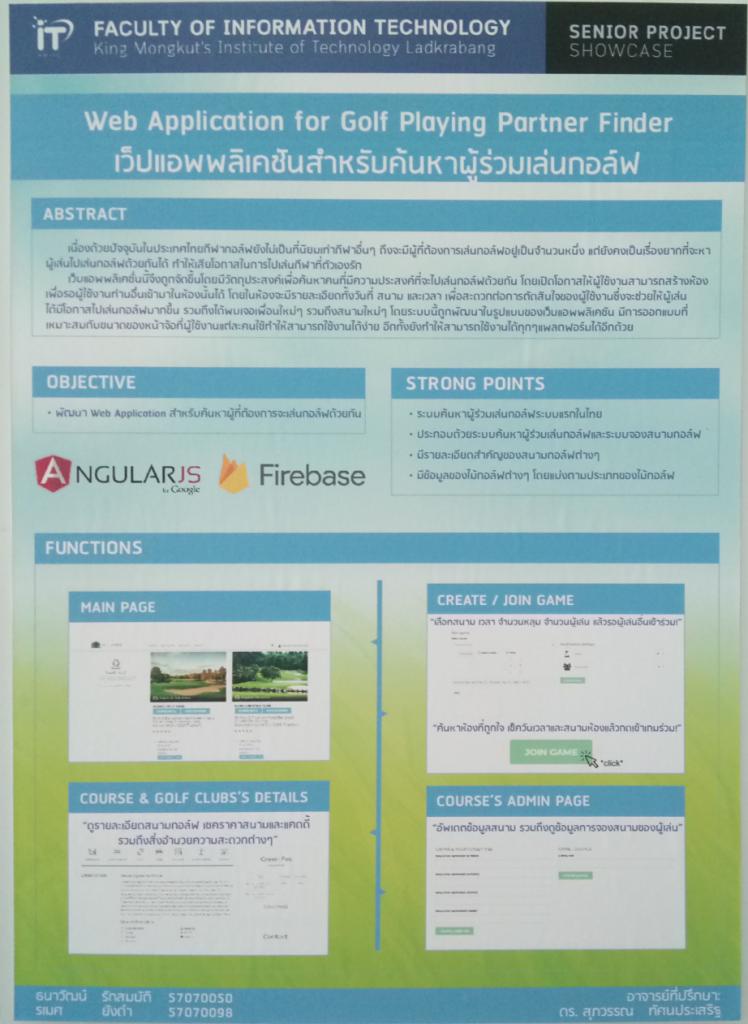 iT FACULTY OF INFORMATION TECHNOLOGY
King Mongkut's Institute of Technology Ladkrabang
SENIOR PROJECT
SHOWCASE
Web Application for Golf Playing Partner Finder
เว็ปแอพพลิเคชันสำหรับค้นหาผู้ร่วมเล่นกอล์ฟ
ABSTRACT
เนื่องด้วยปัจจุบันในประเทศไทยกีฬากอล์ฟยังไม่เป็นที่นิยมเท่ากีฬาอื่นๆ ถึงจะมีผู้ที่ต้องการเล่นกอล์ฟอยู่เป็นจำนวนหนึ่ง แต่ยังคงเป็นเรื่องยากที่จะหา
ผู้เล่นไปเล่นกอล์ฟด้วยกันได้ ทำให้เสียโอกาสในการไปเล่นกีฬาที่ตัวเองรัก
เว็บแอพพลิเคชั่นนี้จึงถูกจัดขึ้นโดยมีวัตถุประสงค์เพื่อค้นหาคนที่มีความประสงค์ที่จะไปเล่นกอล์ฟด้วยกัน โดยเปิดโอกาสให้ผู้ใช้งานสามารถสร้างห้อง
เพื่อรอผู้ใช้งานท่านอื่นเข้ามาในห้องนั้นได้ โดยในห้องจะมีรายละเอียดทั้งวันที่ สนาม และเวลา เพื่อสะดวกต่อการตัดสินใจของผู้ใช้งานซึ่งจะช่วยให้ผู้เล่น
ได้มีโอกาสไปเล่นกอล์ฟมากขึ้น รวมถึงได้พบเจอเพื่อนใหม่ๆ รวมถึงสนามใหม่ๆ โดยระบบนี้ถูกพัฒนาในรูปแบบของเว็บแอพพลิเคชัน มีการออกแบบที่
เหมาะสมกับขนาดของหน้าจอที่ผู้ใช้งานแต่ละคนใช้ทำให้สามารถใช้งานได้ง่าย อีกทั้งยังทำให้สามารถใช้งานได้ทุกๆแพลตฟอร์มได้อีกด้วย
OBJECTIVE
• พัฒนา Web Application สำหรับค้นหาผู้ที่ต้องการจะเล่นกอล์ฟด้วยกัน
STRONG POINTS
• ระบบค้นหาผู้ร่วมเล่นกอล์ฟระบบแรกในไทย
• ประกอบด้วยระบบค้นหาผู้ร่วมเล่นกอล์ฟและระบบจองสนามกอล์ฟ
• มีรายละเอียดสำคัญของสนามกอล์ฟต่างๆ
• มีข้อมูลของไม้กอล์ฟต่างๆ โดยแบ่งตามประเภทของไม้กอล์ฟ
ANGULARJS
by Google
Firebase
FUNCTIONS
MAIN PAGE
CREATE / JOIN GAME
"เลือกสนาม เวลา จำนวนหลุม จำนวนผู้เล่น แล้วรอผู้เล่นอื่นเข้าร่วม!"
"ค้นหาห้องที่ถูกใจ เช็ควันเวลาและสนามห้องแล้วกดเข้าเกมร่วม!"
JOIN GAME
"click"
COURSE & GOLF CLUBS'S DETAILS
"ดูรายละเอียดสนามกอล์ฟ เชคราคาสนามและแคดดี้
รวมถึงสิ่งอำนวยความสะดวกต่างๆ"
Contact
COURSE'S ADMIN PAGE
"อัพเดตข้อมูลสนาม รวมถึงดูข้อมูลการจองสนามของผู้เล่น"
ธนาวัฒน์ รักสมบัติ 57070050
รเมศ ยังดำ 57070098
อาจารย์ที่ปรึกษา:
ดร. สุภวรรณ ทัศนประเสริฐ